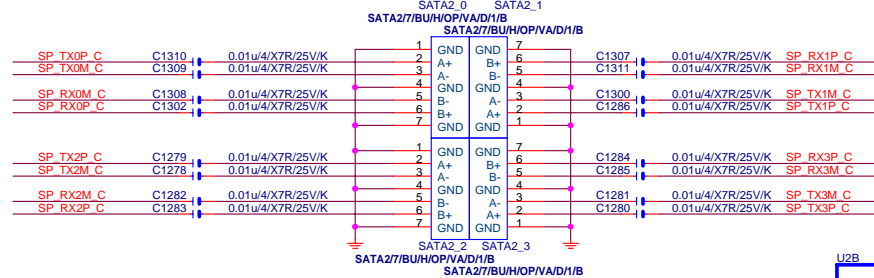 SATA2_0 SATA2_1
SATA2/7/BU/H/OP/VA/D/1/B
SATA2/7/BU/H/OP/VA/D/1/B
1 GND GND 7
SP_TX0P_C C1310 0.01u/4/X7R/25V/K 2 A+ B+ 6 C1307 0.01u/4/X7R/25V/K SP_RX1P_C
SP_TX0M_C C1309 0.01u/4/X7R/25V/K 3 A- B- 5 C1311 0.01u/4/X7R/25V/K SP_RX1M_C
4 GND GND 4
SP_RX0M_C C1308 0.01u/4/X7R/25V/K 5 B- A- 3 C1300 0.01u/4/X7R/25V/K SP_TX1M_C
SP_RX0P_C C1302 0.01u/4/X7R/25V/K 6 B+ A+ 2 C1286 0.01u/4/X7R/25V/K SP_TX1P_C
7 GND GND 1
1 GND GND 7
SP_TX2P_C C1279 0.01u/4/X7R/25V/K 2 A+ B+ 6 C1284 0.01u/4/X7R/25V/K SP_RX3P_C
SP_TX2M_C C1278 0.01u/4/X7R/25V/K 3 A- B- 5 C1285 0.01u/4/X7R/25V/K SP_RX3M_C
4 GND GND 4
SP_RX2M_C C1282 0.01u/4/X7R/25V/K 5 B- A- 3 C1281 0.01u/4/X7R/25V/K SP_TX3M_C
SP_RX2P_C C1283 0.01u/4/X7R/25V/K 6 B+ A+ 2 C1280 0.01u/4/X7R/25V/K SP_TX3P_C
7 GND GND 1
SATA2_2 SATA2_3
SATA2/7/BU/H/OP/VA/D/1/B
SATA2/7/BU/H/OP/VA/D/1/B
U2B